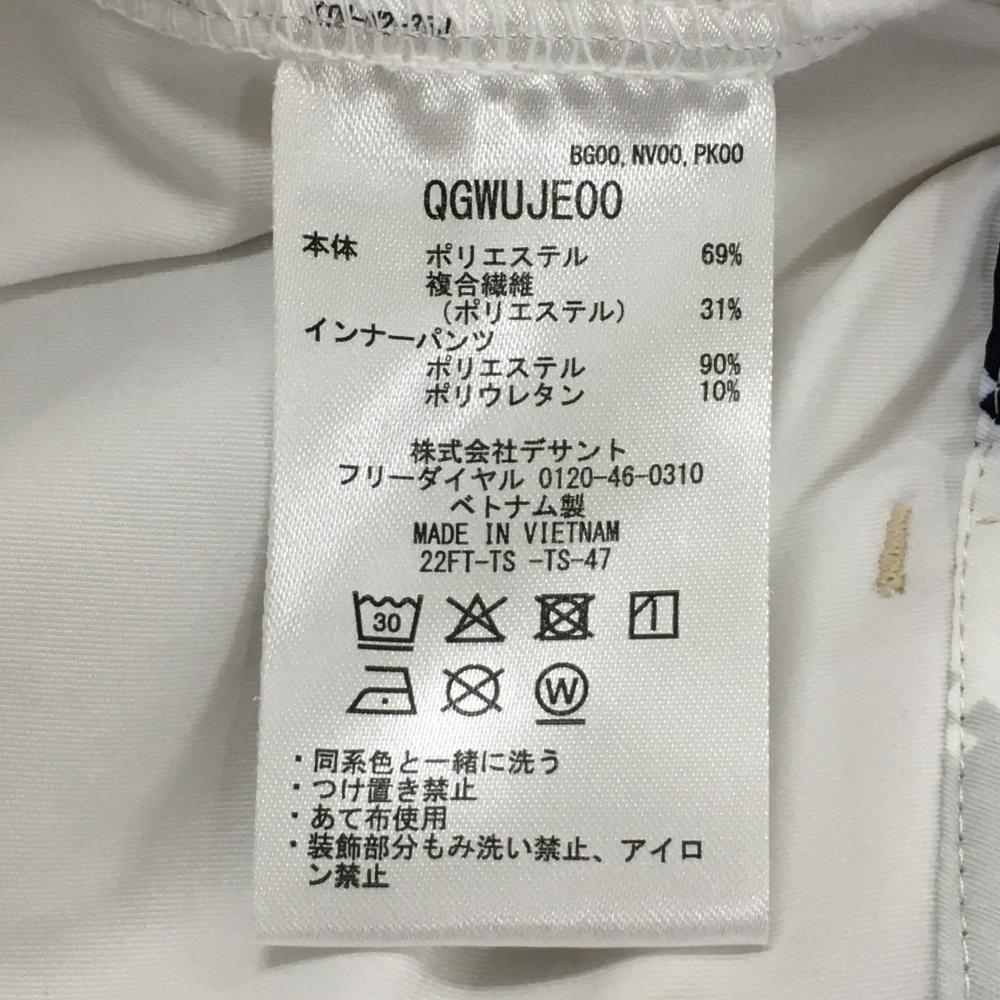 BG00, NV00, PK00
QGWUJE00
本体 ポリエステル 69%
複合繊維
(ポリエステル) 31%
インナーパンツ
ポリエステル 90%
ポリウレタン 10%
株式会社デサント
フリーダイヤル 0120-46-0310
ベトナム製
MADE IN VIETNAM
22FT-TS -TS-47
30
W
・同系色と一緒に洗う
・つけ置き禁止
・あて布使用
・装飾部分もみ洗い禁止、アイロ
ン禁止